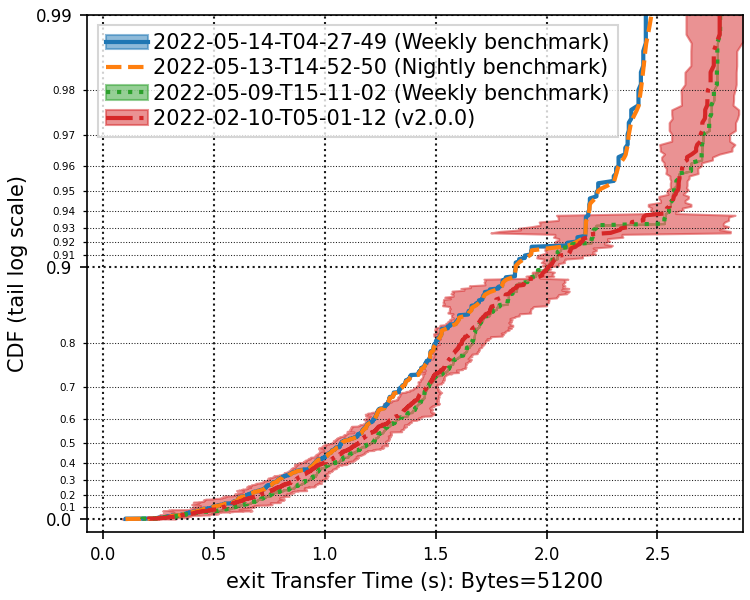 0.99
2022-05-14-T04-27-49 (Weekly benchmark)
2022-05-13-T14-52-50 (Nightly benchmark)
2022-05-09-T15-11-02 (Weekly benchmark)
2022-02-10-T05-01-12 (v2.0.0)
0.98
0.97
0.96
0.95
0.94
0.93
0.92
0.91
0.9
0.8
0.7
0.6
0.5
0.4
0.3
0.2
0.1
0.0
CDF (tail log scale)
0.0 0.5 1.0 1.5 2.0 2.5
exit Transfer Time (s): Bytes=51200